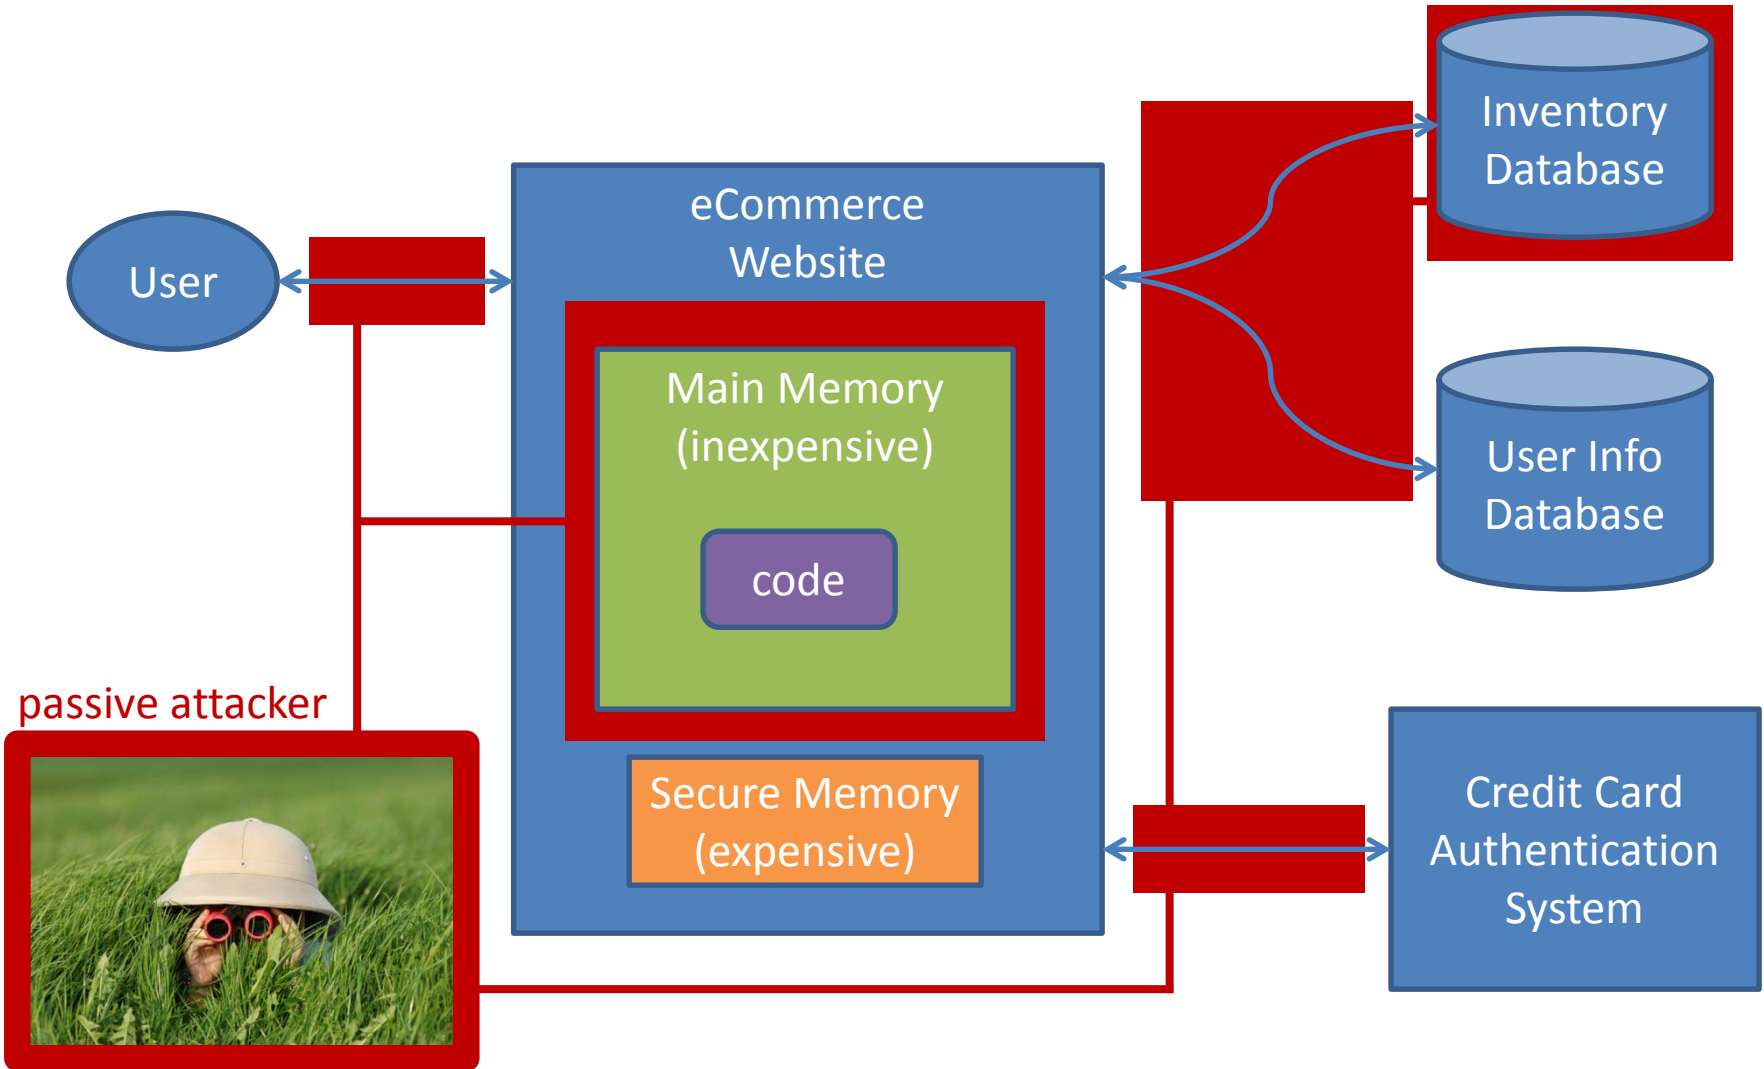 User
eCommerce
Website
Main Memory
(inexpensive)
code
Secure Memory
(expensive)
Inventory
Database
User Info
Database
Credit Card
Authentication
System
passive attacker